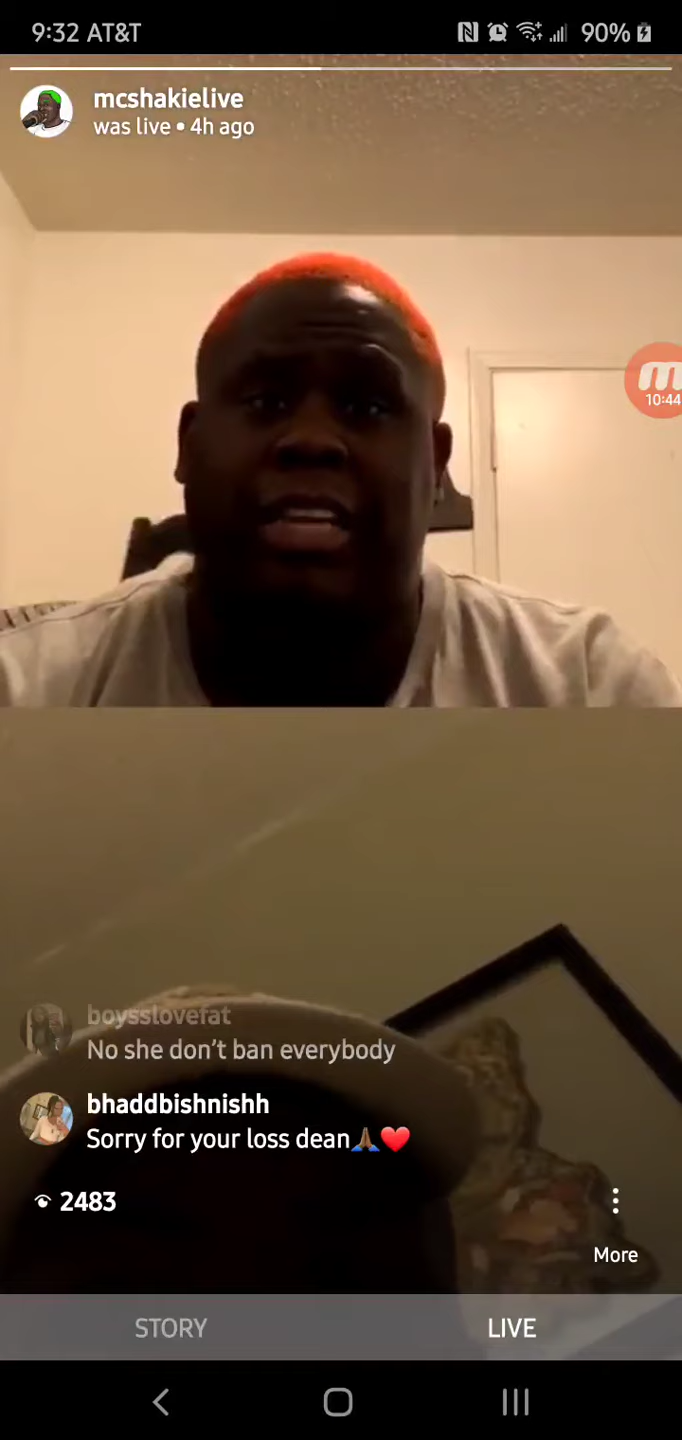 9:32 AT&T
90%
mcshakielive
was live • 4h ago
m
10:44
boysslovefat
No she don't ban everybody
bhaddbishnishh
Sorry for your loss dean🙏🏾❤️
2483
More
STORY
LIVE